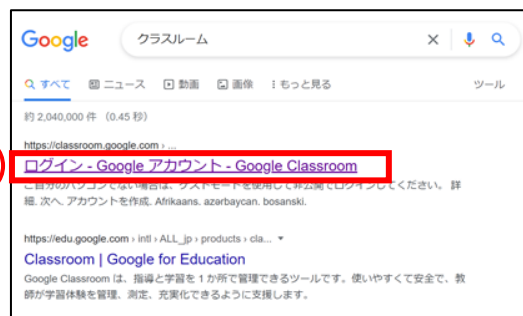 Google クラスルーム
すべて ニュース 動画 画像 もっと見る ツール
約 2,040,000 件 (0.45 秒)
https://classroom.google.com › ...
ログイン - Google アカウント - Google Classroom
ご自分のパソコンでない場合は、ゲストモードを使用して非公開でログインしてください。 詳
細. 次へ. アカウントを作成. Afrikaans. azərbaycan. bosanski.
https://edu.google.com › intl › ALL_jp › products › cla...
Classroom | Google for Education
Google Classroom は、指導と学習を 1 か所で管理できるツールです。使いやすくて安全で、教
師が学習体験を管理、測定、充実化できるように支援します。